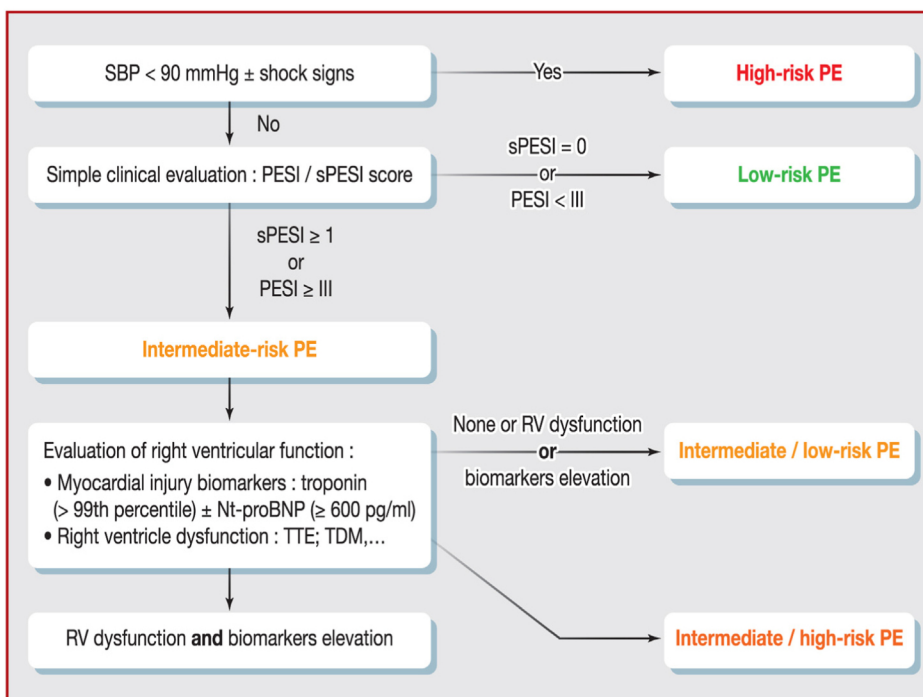 SBP < 90 mmHg ± shock signs
Yes
High-risk PE
No
Simple clinical evaluation : PESI / sPESI score
sPESI = 0
or
PESI < III
Low-risk PE
sPESI ≥ 1
or
PESI ≥ III
Intermediate-risk PE
Evaluation of right ventricular function :
• Myocardial injury biomarkers : troponin
(> 99th percentile) ± Nt-proBNP (≥ 600 pg/ml)
• Right ventricle dysfunction : TTE; TDM,...
None or RV dysfunction
or
biomarkers elevation
Intermediate / low-risk PE
RV dysfunction and biomarkers elevation
Intermediate / high-risk PE